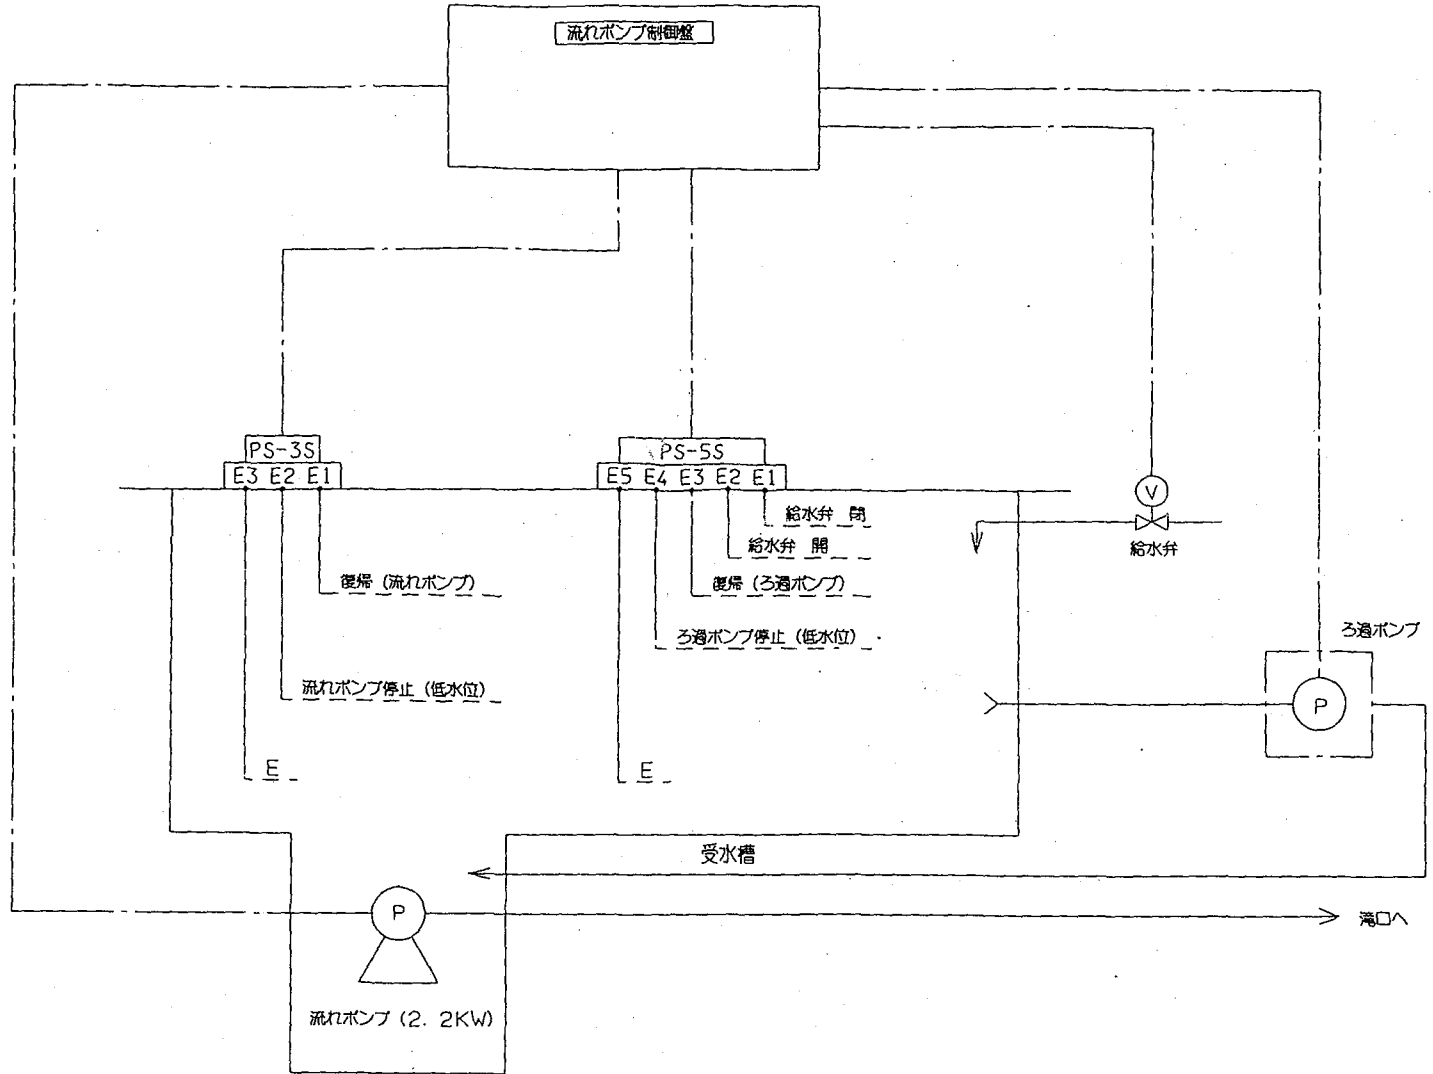 流れポンプ制御盤
PS-3S
E3 E2 E1
PS-5S
E5 E4 E3 E2 E1
給水弁 閉
給水弁 開
復帰 (流れポンプ)
復帰 (ろ過ポンプ)
ろ過ポンプ停止 (低水位)
流れポンプ停止 (低水位)
E
E
V
給水弁
ろ過ポンプ
P
受水槽
P
滝口へ
流れポンプ (2. 2KW)